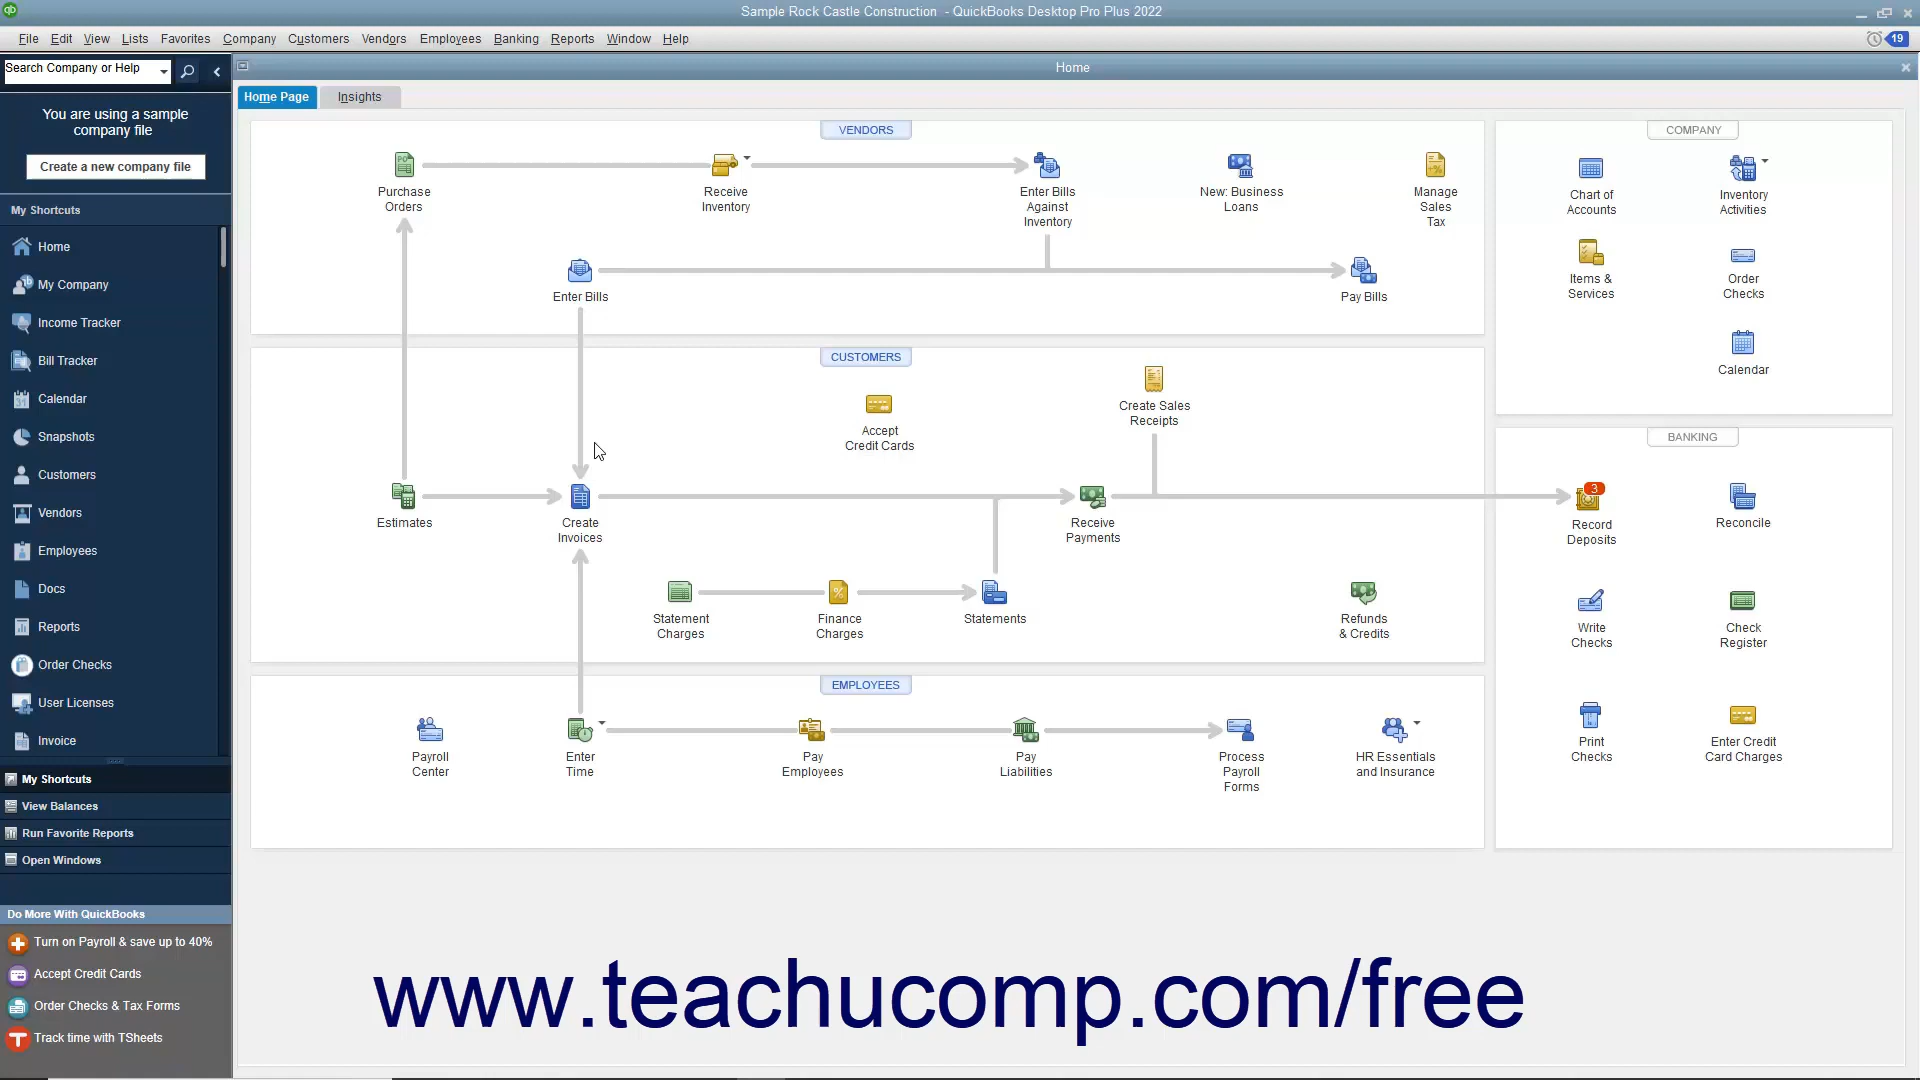 Sample Rock Castle Construction - QuickBooks Desktop Pro Plus 2022
File Edit View Lists Favorites Company Customers Vendors Employees Banking Reports Window Help
19
Search Company or Help
Home
Home Page
Insights
You are using a sample
company file
Create a new company file
My Shortcuts
Home
My Company
Income Tracker
Bill Tracker
Calendar
Snapshots
Customers
Vendors
Employees
Docs
Reports
Order Checks
User Licenses
Invoice
My Shortcuts
View Balances
Run Favorite Reports
Open Windows
Do More With QuickBooks
Turn on Payroll & save up to 40%
Accept Credit Cards
Order Checks & Tax Forms
Track time with TSheets
VENDORS
Purchase
Orders
Receive
Inventory
Enter Bills
Against
Inventory
New: Business
Loans
Manage
Sales
Tax
Enter Bills
Pay Bills
CUSTOMERS
Accept
Credit Cards
Create Sales
Receipts
Estimates
Create
Invoices
Receive
Payments
Statement
Charges
Finance
Charges
Statements
Refunds
& Credits
EMPLOYEES
Payroll
Center
Enter
Time
Pay
Employees
Pay
Liabilities
Process
Payroll
Forms
HR Essentials
and Insurance
COMPANY
Chart of
Accounts
Inventory
Activities
Items &
Services
Order
Checks
Calendar
BANKING
3
Record
Deposits
Reconcile
Write
Checks
Check
Register
Print
Checks
Enter Credit
Card Charges
www.teachucomp.com/free